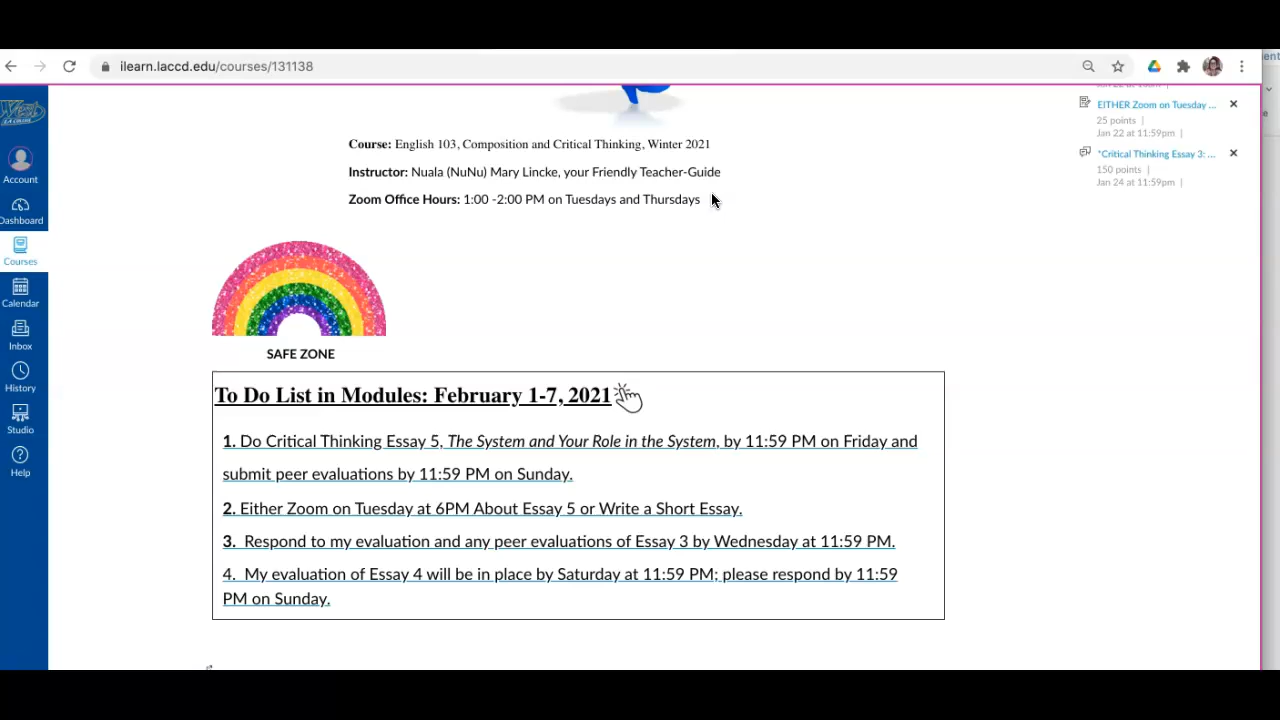 ilearn.laccd.edu/courses/131138
EITHER Zoom on Tuesday ...
25 points |
Jan 22 at 11:59pm |
*Critical Thinking Essay 3: ...
150 points |
Jan 24 at 11:59pm |
West
Account
Dashboard
Courses
Calendar
Inbox
History
Studio
Help
Course: English 103, Composition and Critical Thinking, Winter 2021
Instructor: Nuala (NuNu) Mary Lincke, your Friendly Teacher-Guide
Zoom Office Hours: 1:00 -2:00 PM on Tuesdays and Thursdays
SAFE ZONE
To Do List in Modules: February 1-7, 2021
1. Do Critical Thinking Essay 5, The System and Your Role in the System, by 11:59 PM on Friday and
submit peer evaluations by 11:59 PM on Sunday.
2. Either Zoom on Tuesday at 6PM About Essay 5 or Write a Short Essay.
3. Respond to my evaluation and any peer evaluations of Essay 3 by Wednesday at 11:59 PM.
4. My evaluation of Essay 4 will be in place by Saturday at 11:59 PM; please respond by 11:59
PM on Sunday.